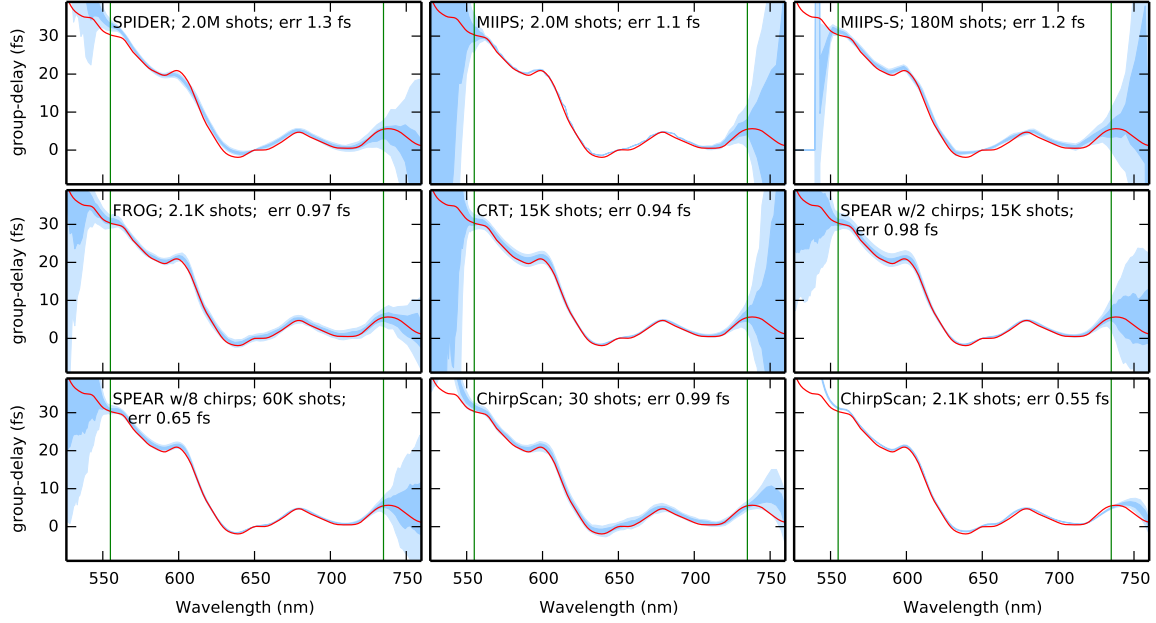 SPIDER; 2.0M shots; err 1.3 fs
MIIPS; 2.0M shots; err 1.1 fs
MIIPS-S; 180M shots; err 1.2 fs
group-delay (fs)
30
20
10
0
FROG; 2.1K shots;  err 0.97 fs
CRT; 15K shots; err 0.94 fs
SPEAR w/2 chirps; 15K shots;
err 0.98 fs
group-delay (fs)
30
20
10
0
SPEAR w/8 chirps; 60K shots;
err 0.65 fs
ChirpScan; 30 shots; err 0.99 fs
ChirpScan; 2.1K shots; err 0.55 fs
group-delay (fs)
30
20
10
0
550 600 650 700 750
550 600 650 700 750
550 600 650 700 750
Wavelength (nm)
Wavelength (nm)
Wavelength (nm)